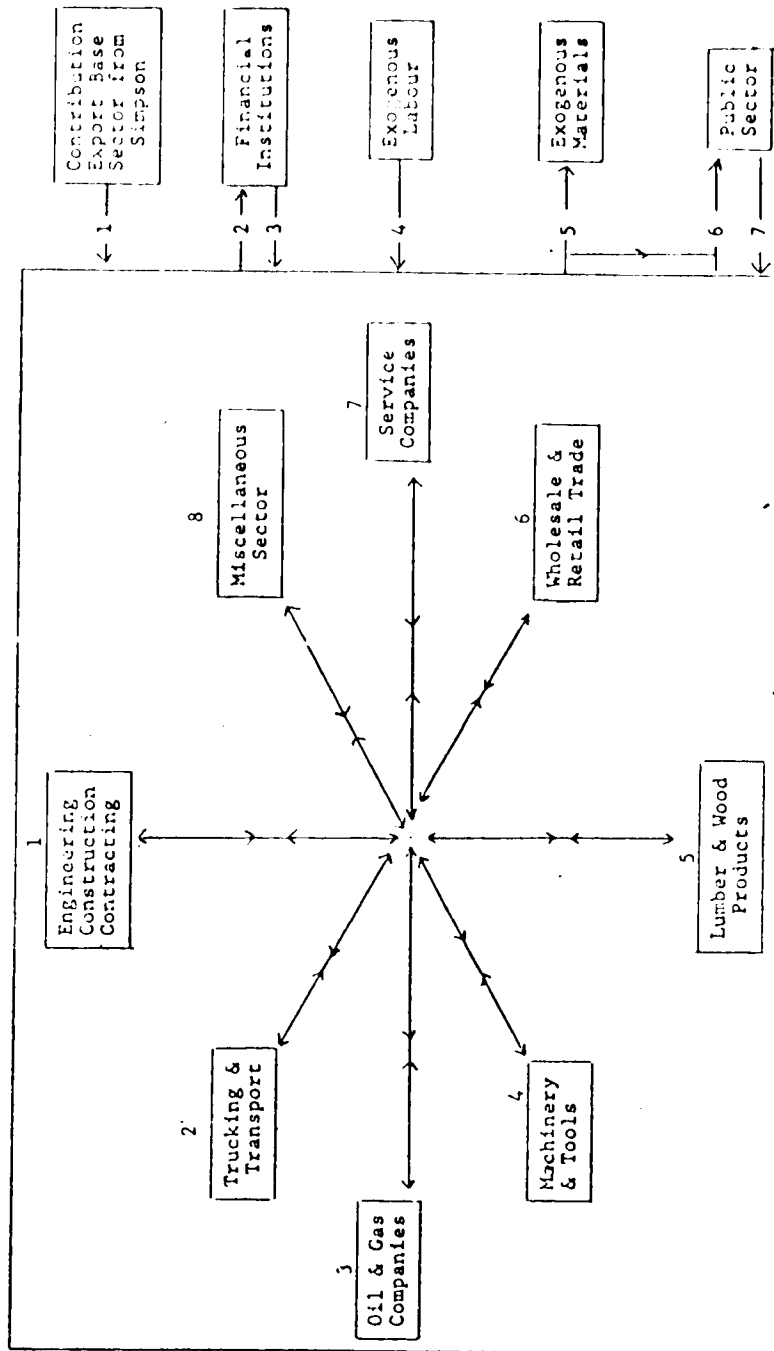 1
Engineering
Construction
Contracting
2
Trucking &
Transport
3
Oil & Gas
Companies
4
Machinery
& Tools
5
Lumber & Wood
Products
6
Wholesale &
Retail Trade
7
Service
Companies
8
Miscellaneous
Sector
1
Contribution
Export Base
Sector from
Simpson
2
3
Financial
Institutions
4
Exogenous
Labour
5
Exogenous
Materials
6
7
Public
Sector